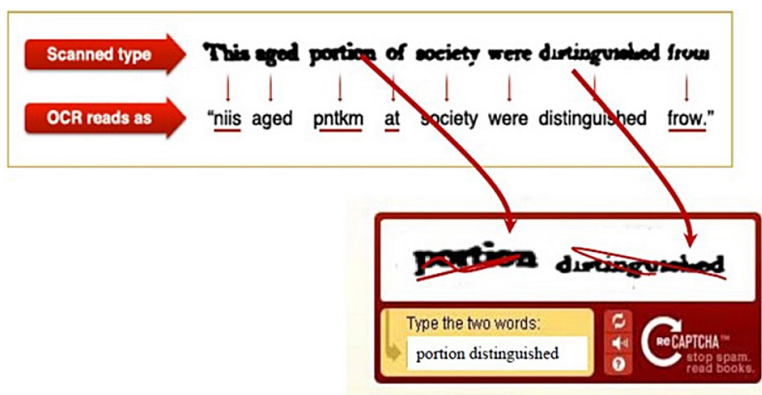 Scanned type
This aged portion of society were distinguished from
OCR reads as
"niis aged pntkm at society were distinguished frow."
portion distinguished
Type the two words:
portion distinguished
ReCAPTCHA™
stop spam.
read books.